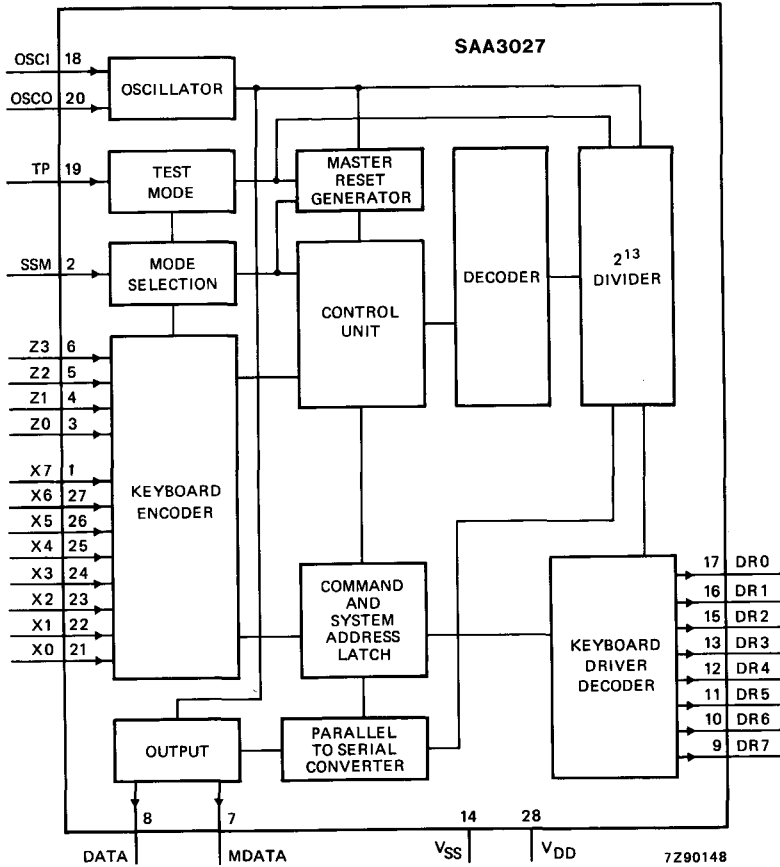 SAA3027
OSCI 18
OSCO 20
OSCILLATOR
TP 19
TEST
MODE
MASTER
RESET
GENERATOR
SSM 2
MODE
SELECTION
CONTROL
UNIT
DECODER
2^13
DIVIDER
Z3 6
Z2 5
Z1 4
Z0 3
X7 1
X6 27
X5 26
X4 25
X3 24
X2 23
X1 22
X0 21
KEYBOARD
ENCODER
COMMAND
AND
SYSTEM
ADDRESS
LATCH
KEYBOARD
DRIVER
DECODER
17 DR0
16 DR1
15 DR2
13 DR3
12 DR4
11 DR5
10 DR6
9 DR7
OUTPUT
PARALLEL
TO SERIAL
CONVERTER
8 7 14 28
DATA MDATA VSS VDD
7Z90148